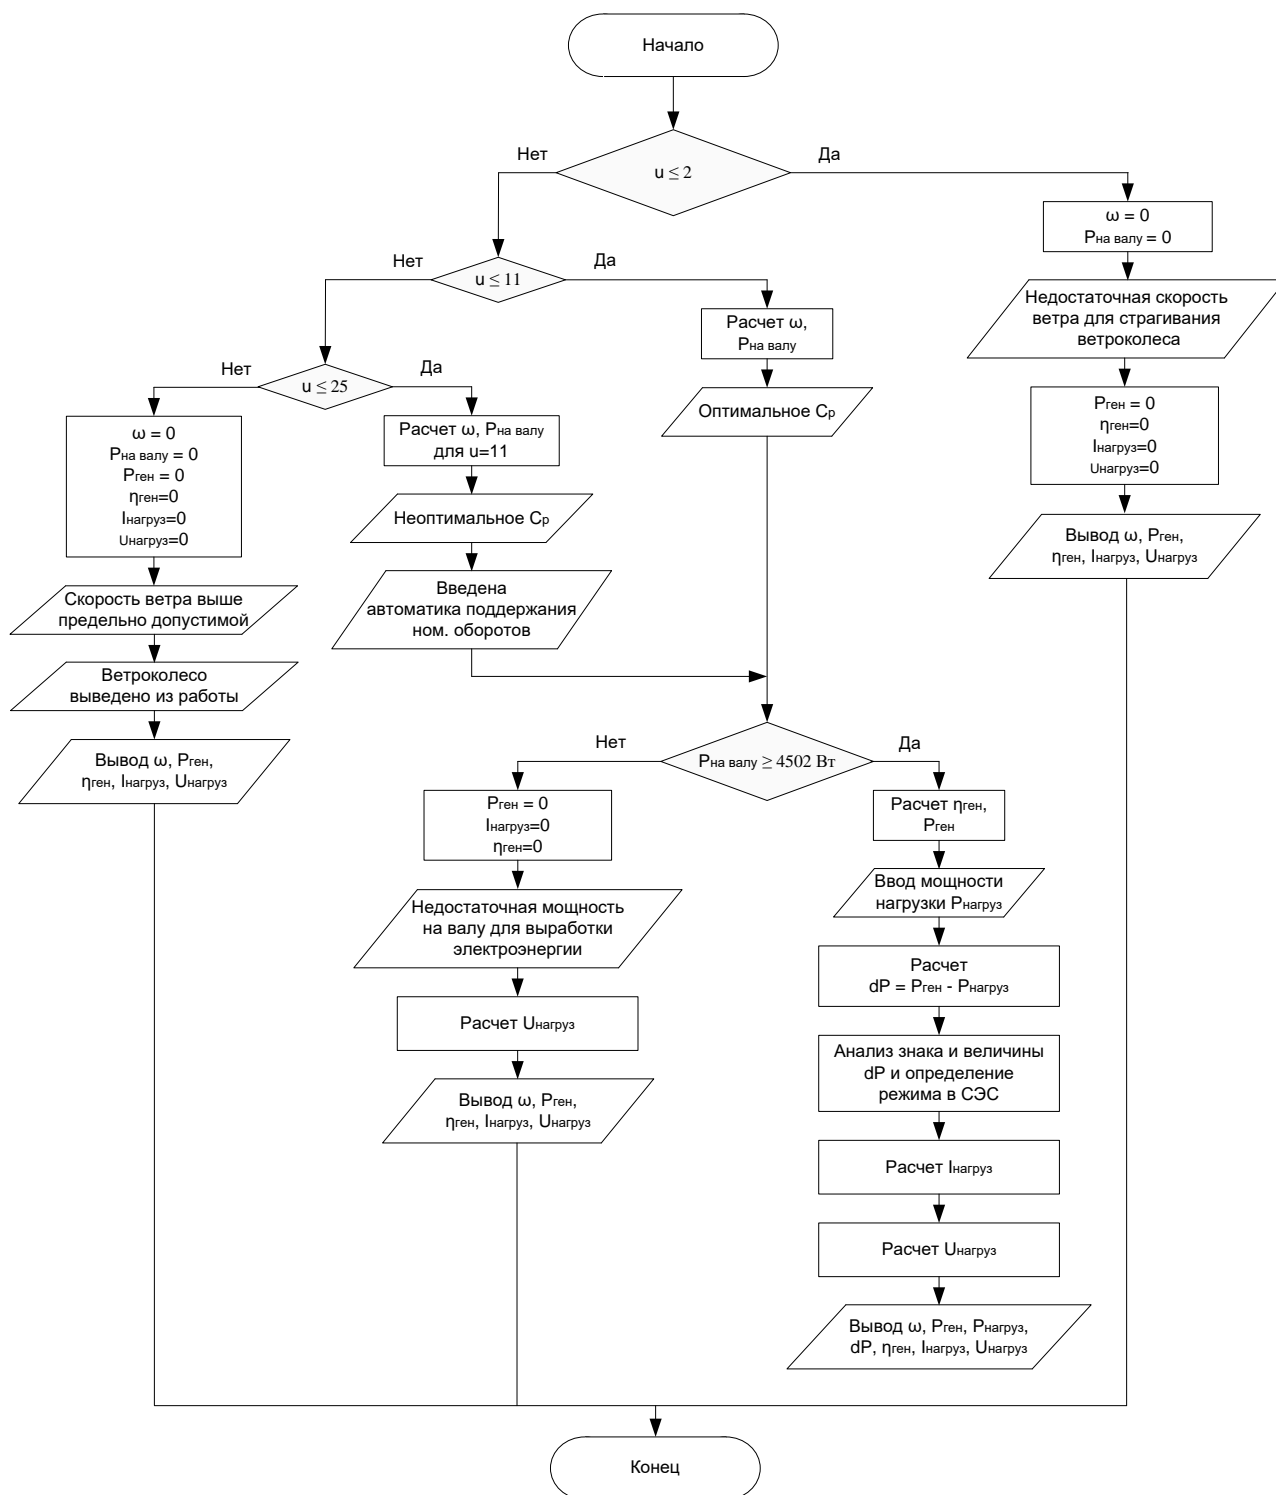 Начало
Нет
Да
u ≤ 2
ω = 0
Pна валу = 0
Нет
Да
u ≤ 11
Недостаточная скорость
ветра для страгивания
ветроколеса
Расчет ω,
Pна валу
Нет
Да
u ≤ 25
Pген = 0
ηген=0
Iнагруз=0
Uнагруз=0
Оптимальное Cp
ω = 0
Pна валу = 0
Pген = 0
ηген=0
Iнагруз=0
Uнагруз=0
Расчет ω, Pна валу
для u=11
Неоптимальное Cp
Вывод ω, Pген,
ηген, Iнагруз, Uнагруз
Введена
автоматика поддержания
ном. оборотов
Скорость ветра выше
предельно допустимой
Ветроколесо
выведено из работы
Вывод ω, Pген,
ηген, Iнагруз, Uнагруз
Нет
Да
Pна валу ≥ 4502 Вт
Pген = 0
Iнагруз=0
ηген=0
Расчет ηген,
Pген
Недостаточная мощность
на валу для выработки
электроэнергии
Ввод мощности
нагрузки Pнагруз
Расчет
dP = Pген - Pнагруз
Расчет Uнагруз
Анализ знака и величины
dP и определение
режима в СЭС
Вывод ω, Pген,
ηген, Iнагруз, Uнагруз
Расчет Iнагруз
Расчет Uнагруз
Вывод ω, Pген, Pнагруз,
dP, ηген, Iнагруз, Uнагруз
Конец